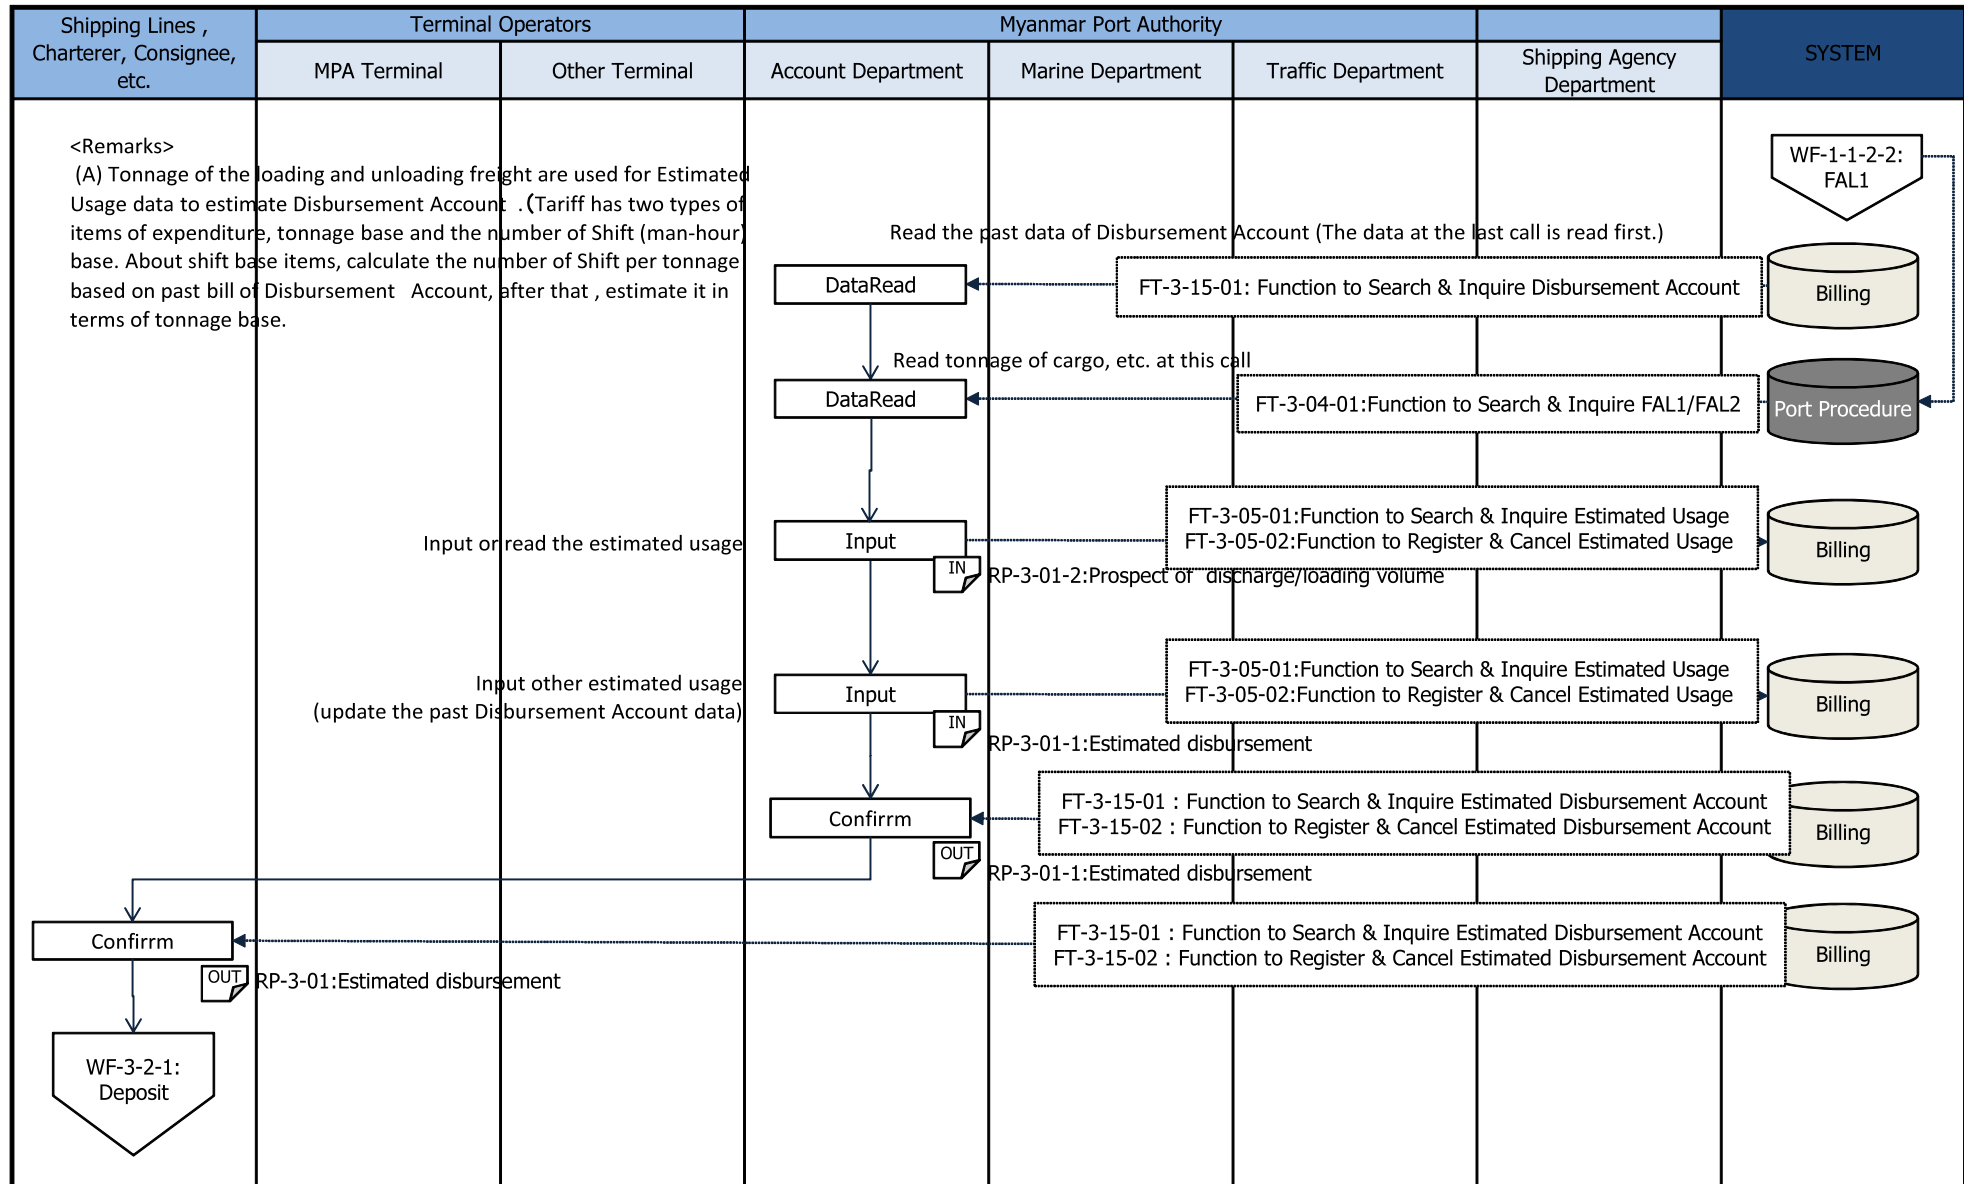 Shipping Lines ,
Charterer, Consignee,
etc.
Terminal Operators
Myanmar Port Authority
SYSTEM
MPA Terminal
Other Terminal
Account Department
Marine Department
Traffic Department
Shipping Agency
Department
<Remarks>
(A) Tonnage of the loading and unloading freight are used for Estimated
Usage data to estimate Disbursement Account .(Tariff has two types of
items of expenditure, tonnage base and the number of Shift (man-hour)
base. About shift base items, calculate the number of Shift per tonnage
based on past bill of Disbursement Account, after that , estimate it in
terms of tonnage base.
WF-1-1-2-2:
FAL1
Read the past data of Disbursement Account (The data at the last call is read first.)
DataRead
FT-3-15-01: Function to Search & Inquire Disbursement Account
Billing
Read tonnage of cargo, etc. at this call
DataRead
FT-3-04-01:Function to Search & Inquire FAL1/FAL2
Port Procedure
Input or read the estimated usage
Input
IN
FT-3-05-01:Function to Search & Inquire Estimated Usage
FT-3-05-02:Function to Register & Cancel Estimated Usage
Billing
RP-3-01-2:Prospect of discharge/loading volume
Input other estimated usage
(update the past Disbursement Account data)
Input
IN
FT-3-05-01:Function to Search & Inquire Estimated Usage
FT-3-05-02:Function to Register & Cancel Estimated Usage
Billing
RP-3-01-1:Estimated disbursement
Confirrm
OUT
FT-3-15-01 : Function to Search & Inquire Estimated Disbursement Account
FT-3-15-02 : Function to Register & Cancel Estimated Disbursement Account
Billing
RP-3-01-1:Estimated disbursement
Confirrm
OUT
FT-3-15-01 : Function to Search & Inquire Estimated Disbursement Account
FT-3-15-02 : Function to Register & Cancel Estimated Disbursement Account
Billing
RP-3-01:Estimated disbursement
WF-3-2-1:
Deposit